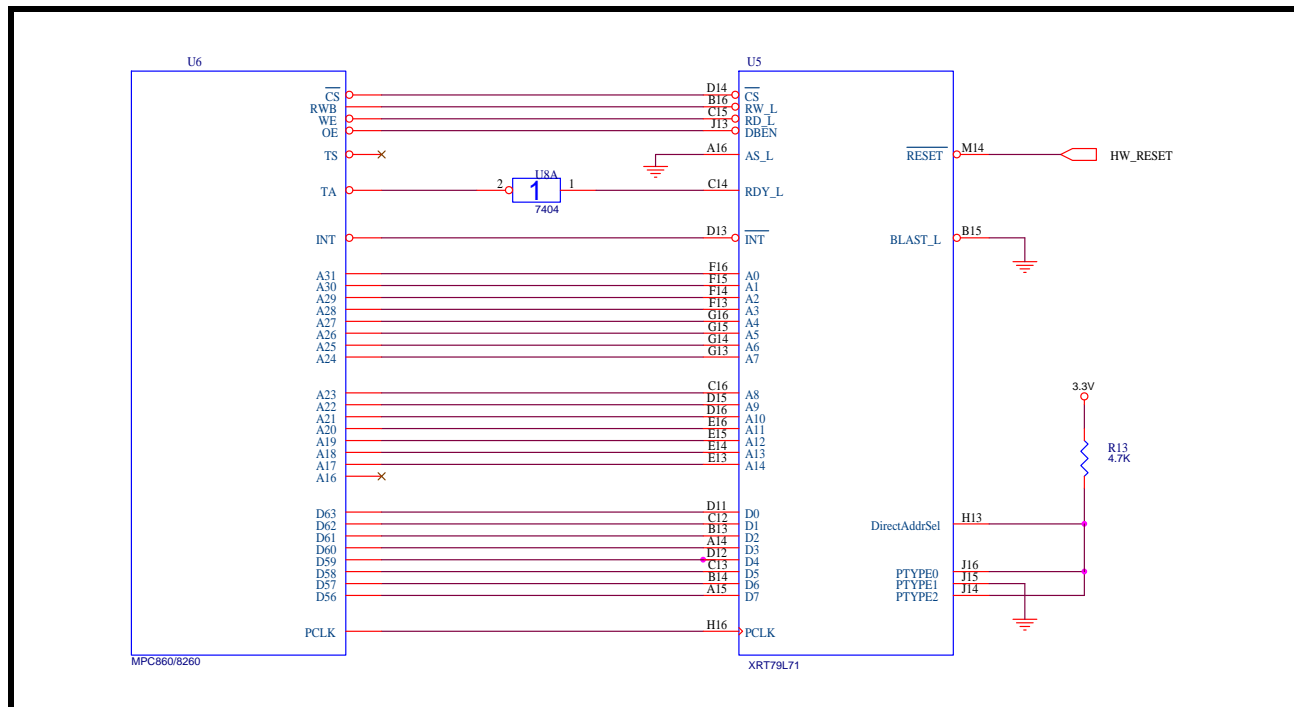 U6
U5
CS
D14
CS
RWB
B16
RW_L
WE
C15
RD_L
OE
J13
DBEN
TS
A16
AS_L
RESET
M14
HW_RESET
TA
2
U8A
1
1
7404
C14
RDY_L
INT
D13
INT
BLAST_L
B15
A31
F16
A0
A30
F15
A1
A29
F14
A2
A28
F13
A3
A27
G16
A4
A26
G15
A5
A25
G14
A6
A24
G13
A7
A23
C16
A8
A22
D15
A9
A21
D16
A10
A20
E16
A11
A19
E15
A12
A18
E14
A13
A17
E13
A14
A16
3.3V
R13
4.7K
D63
D11
D0
D62
C12
D1
D61
B13
D2
D60
A14
D3
D59
D12
D4
D58
C13
D5
D57
B14
D6
D56
A15
D7
DirectAddrSel
H13
PTYPE0
J16
PTYPE1
J15
PTYPE2
J14
PCLK
H16
PCLK
MPC860/8260
XRT79L71